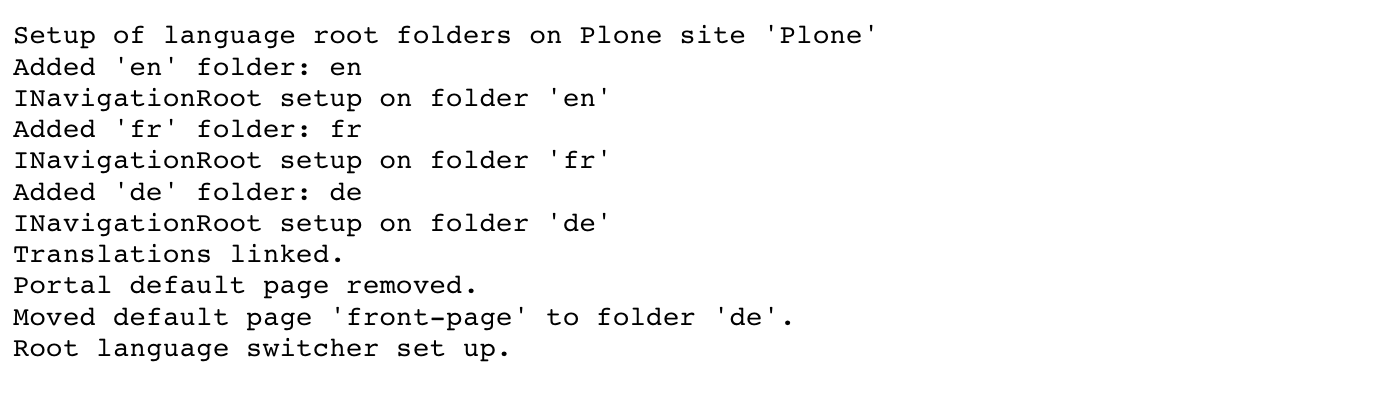 Setup of language root folders on Plone site 'Plone'
Added 'en' folder: en
INavigationRoot setup on folder 'en'
Added 'fr' folder: fr
INavigationRoot setup on folder 'fr'
Added 'de' folder: de
INavigationRoot setup on folder 'de'
Translations linked.
Portal default page removed.
Moved default page 'front-page' to folder 'de'.
Root language switcher set up.